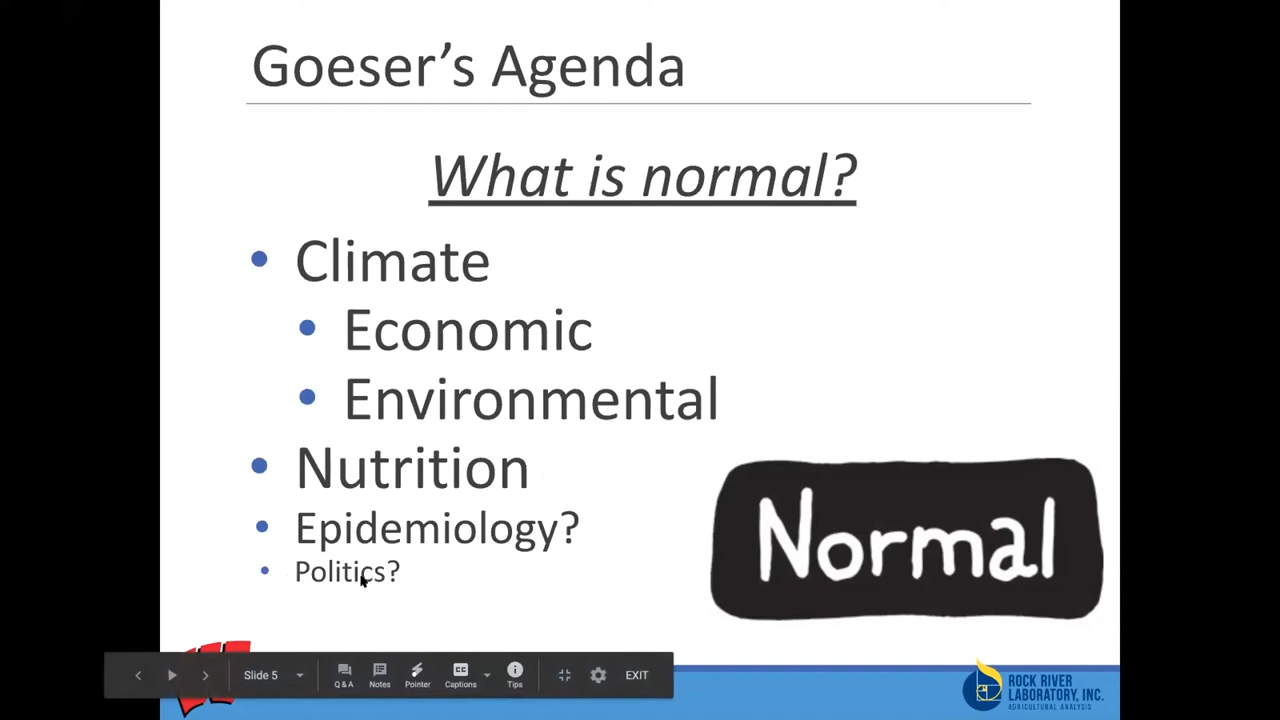 Goeser's Agenda
What is normal?
• Climate
• Economic
• Environmental
• Nutrition
• Epidemiology?
• Politics?
Normal
Slide 5
Q & A
Notes
Pointer
Captions
Tips
EXIT
ROCK RIVER
LABORATORY, INC.
AGRICULTURAL ANALYSIS